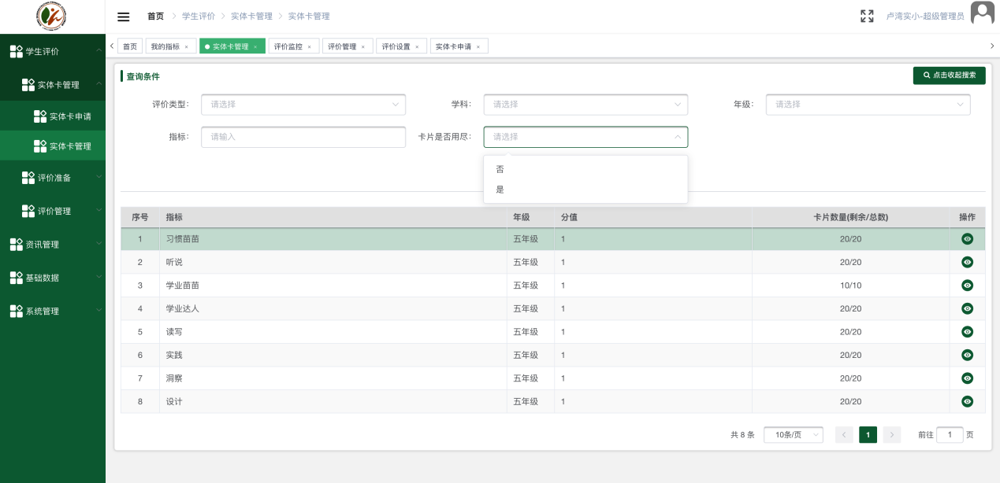 首页 学生评价 实体卡管理 实体卡管理
卢湾实小-超级管理员
首页 我的指标 × 实体卡管理 × 评价监控 × 评价管理 × 评价设置 × 实体卡申请 ×
学生评价
实体卡管理
实体卡申请
实体卡管理
评价准备
评价管理
资讯管理
基础数据
系统管理
查询条件 点击收起搜索
评价类型: 请选择 学科: 请选择 年级: 请选择
指标: 请输入 卡片是否用尽: 请选择
否
是
序号 指标 年级 分值 卡片数量(剩余/总数) 操作
1 习惯苗苗 五年级 1 20/20
2 听说 五年级 1 20/20
3 学业苗苗 五年级 1 10/10
4 学业达人 五年级 1 20/20
5 读写 五年级 1 20/20
6 实践 五年级 1 20/20
7 洞察 五年级 1 20/20
8 设计 五年级 1 20/20
共 8 条 10条/页 1 前往 1 页